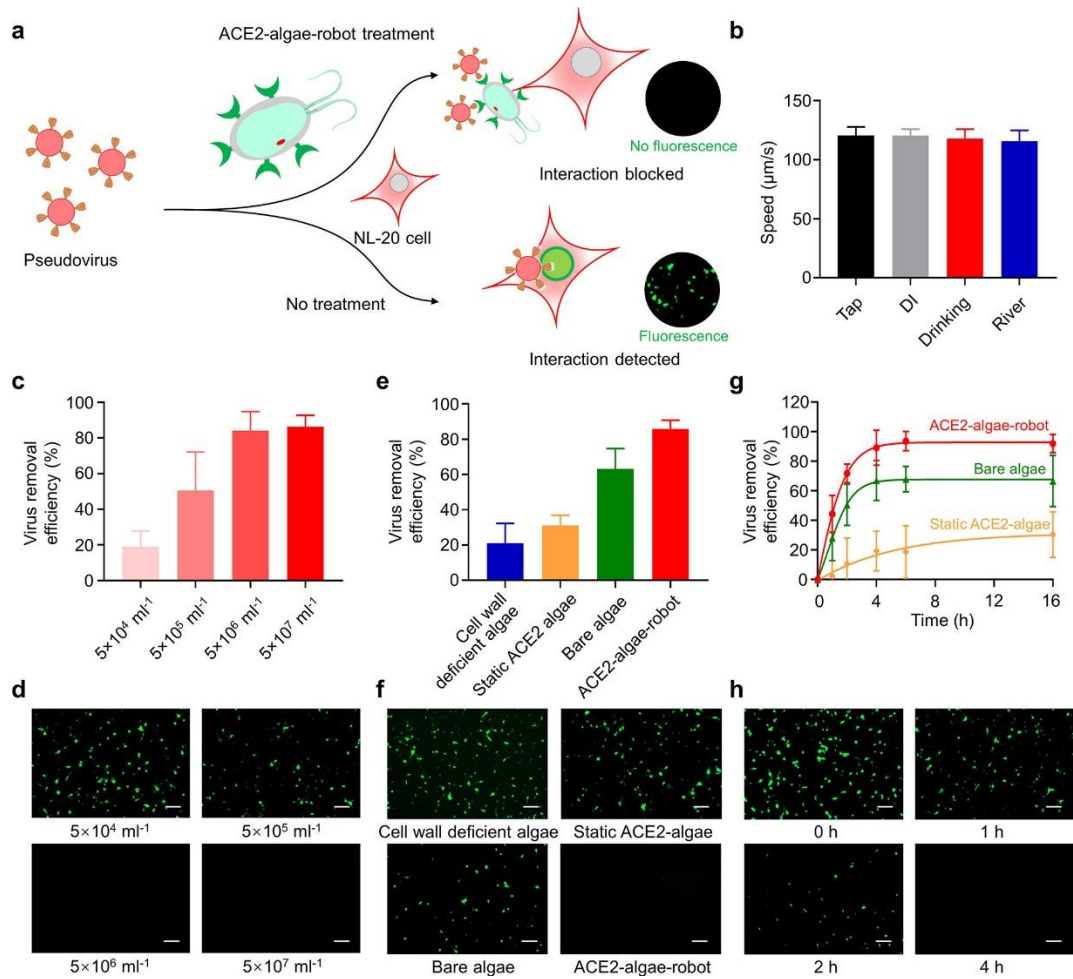 a
ACE2-algae-robot treatment
No fluorescence
Interaction blocked
Pseudovirus
NL-20 cell
No treatment
Fluorescence
Interaction detected
b
Speed (µm/s)
150
100
50
0
Tap
DI
Drinking
River
c
Virus removal
efficiency (%)
100
80
60
40
20
0
5×10⁴ ml⁻¹
5×10⁵ ml⁻¹
5×10⁶ ml⁻¹
5×10⁷ ml⁻¹
e
Virus removal
efficiency (%)
100
80
60
40
20
0
Cell wall
deficient algae
Static ACE2 algae
Bare algae
ACE2-algae-robot
g
Virus removal
efficiency (%)
120
100
80
60
40
20
0
ACE2-algae-robot
Bare algae
Static ACE2-algae
0 4 8 12 16
Time (h)
d
5×10⁴ ml⁻¹
5×10⁵ ml⁻¹
5×10⁶ ml⁻¹
5×10⁷ ml⁻¹
f
Cell wall deficient algae
Static ACE2-algae
Bare algae
ACE2-algae-robot
h
0 h
1 h
2 h
4 h